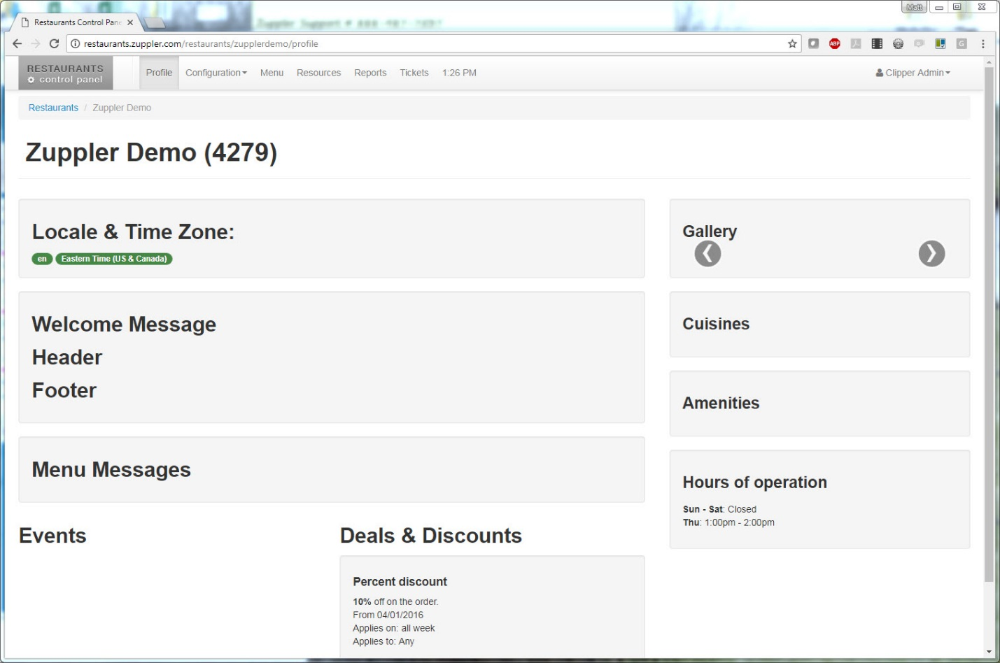 Matt
Restaurants Control Pan
restaurants.zuppler.com/restaurants/zupplerdemo/profile
ABP
G
RESTAURANTS
control panel
Profile
Configuration
Menu
Resources
Reports
Tickets
1:26 PM
Clipper Admin
Restaurants / Zuppler Demo
Zuppler Demo (4279)
Locale & Time Zone:
en Eastern Time (US & Canada)
Welcome Message
Header
Footer
Menu Messages
Events
Deals & Discounts
Percent discount
10% off on the order.
From 04/01/2016
Applies on: all week
Applies to: Any
Gallery
Cuisines
Amenities
Hours of operation
Sun - Sat: Closed
Thu: 1:00pm - 2:00pm